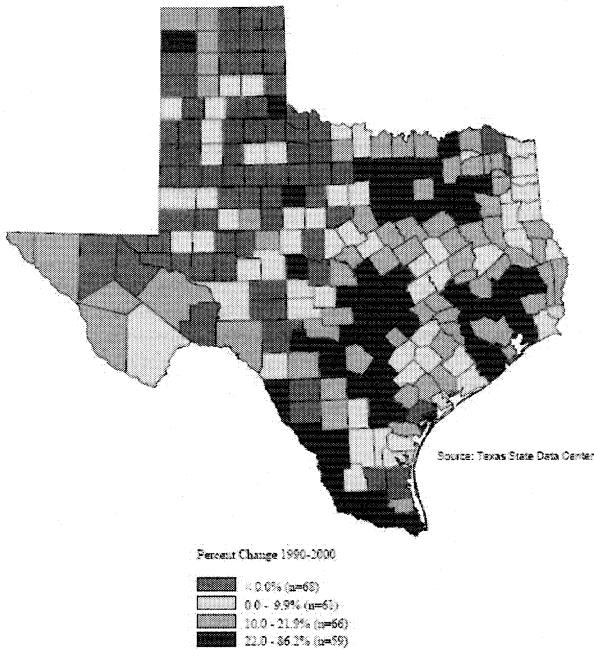 Source: Texas State Data Center
Percent Change 1990-2000
< 0.0% (n=68)
0.0 - 9.9% (n=61)
10.0 - 21.9% (n=66)
22.0 - 86.2% (n=59)